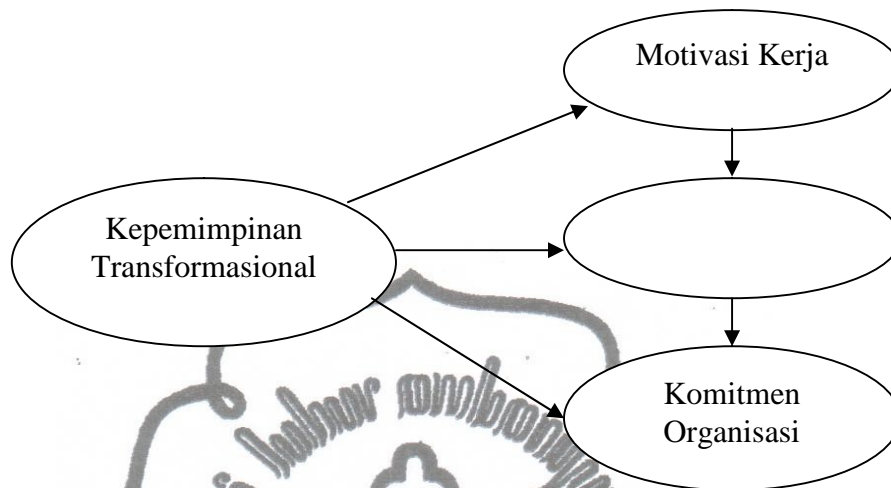 Motivasi Kerja
Kepemimpinan
Transformasional
Komitmen
Organisasi